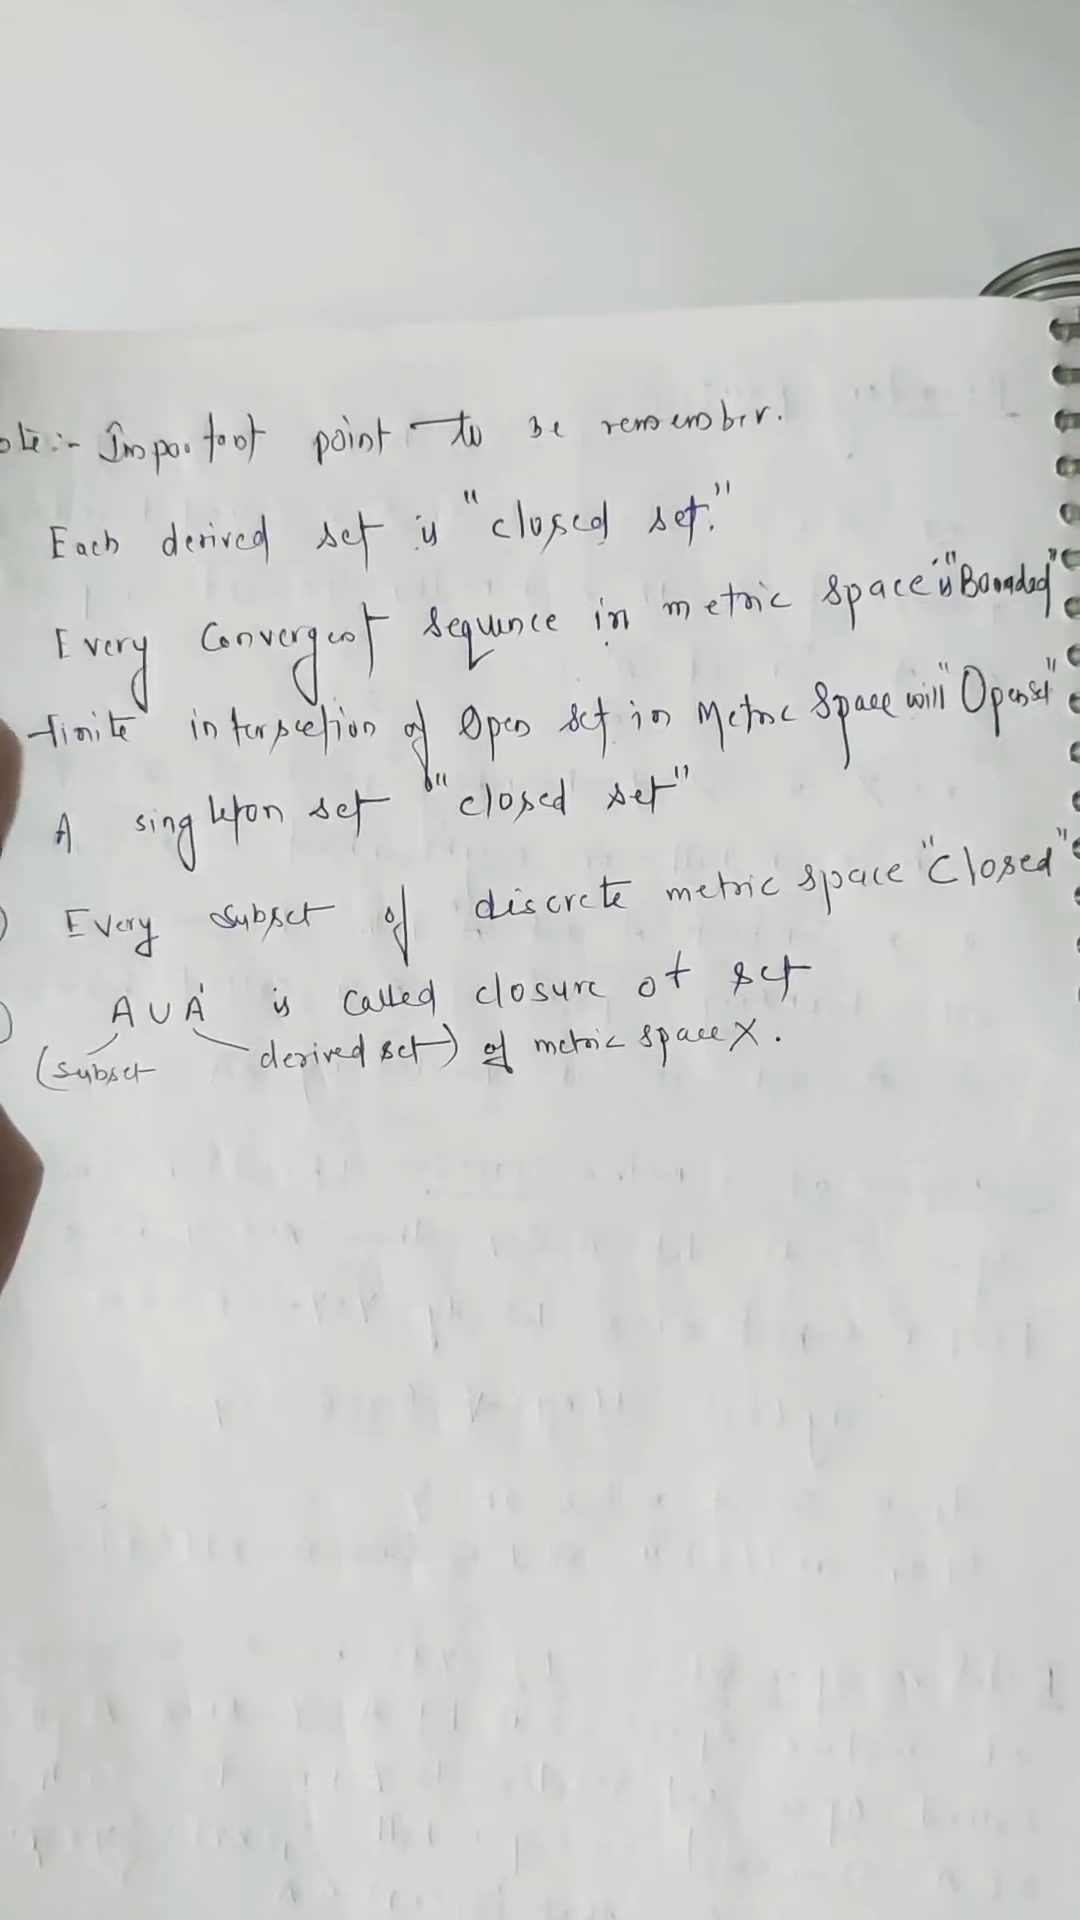 ote:- Important point to be remember.
Each derived set is "closed set."
Every Convergent sequence in metric space is "Bounded"
finite intersection of Open set in Metric Space will "Open set"
A singleton set "closed set"
) Every subset of discrete metric space "Closed"
) A ∪ A' is called closure of set
(subset derived set) of metric space X.